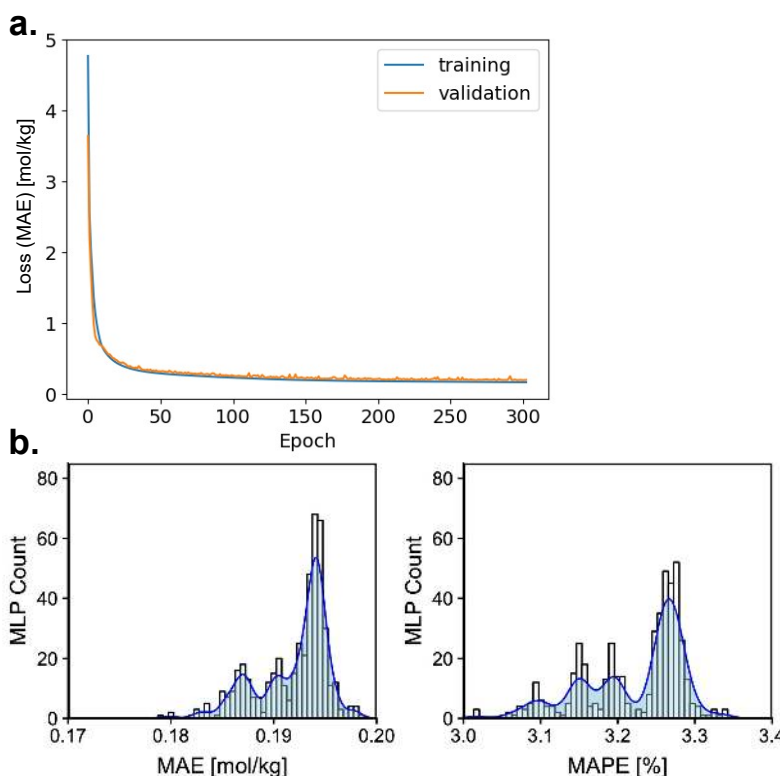 a.
5
4
3
2
1
0
Loss (MAE) [mol/kg]
training
validation
0 50 100 150 200 250 300
Epoch
b.
80
60
40
20
0
MLP Count
0.17 0.18 0.19 0.20
MAE [mol/kg]
80
60
40
20
0
MLP Count
3.0 3.1 3.2 3.3 3.4
MAPE [%]